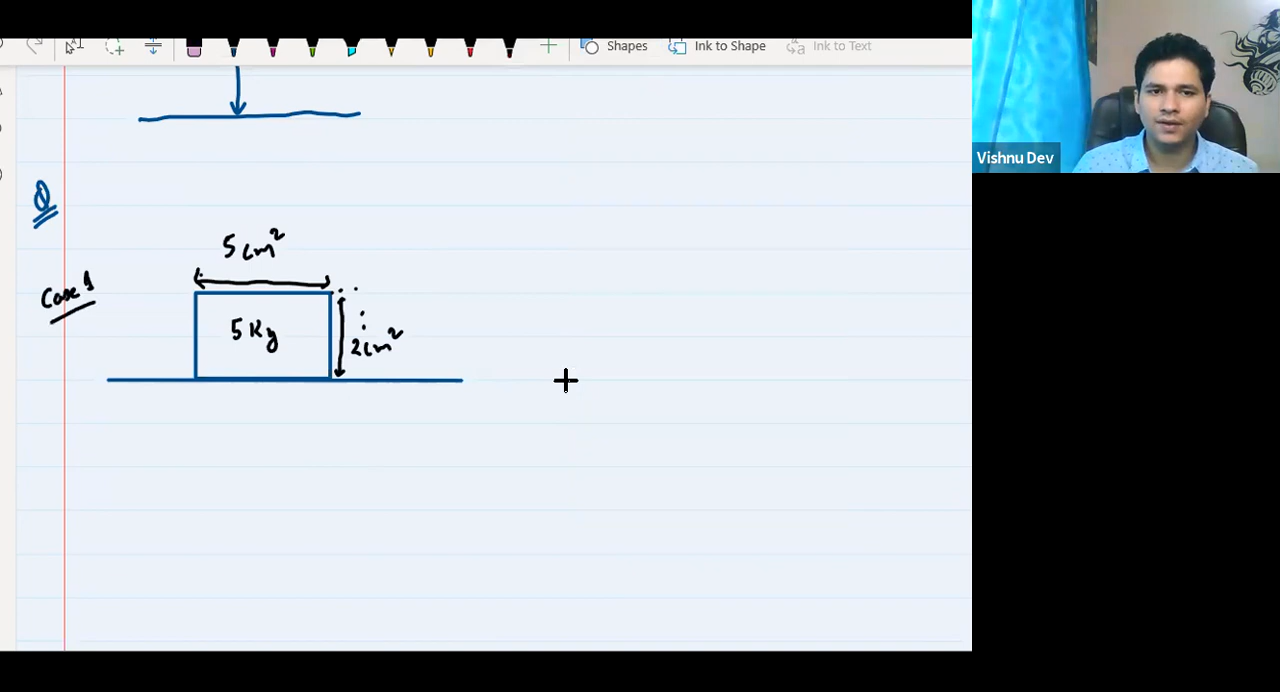 Shapes
Ink to Shape
Ink to Text
Vishnu Dev
Q
5 cm²
Case 1
5 Kg
2 cm²